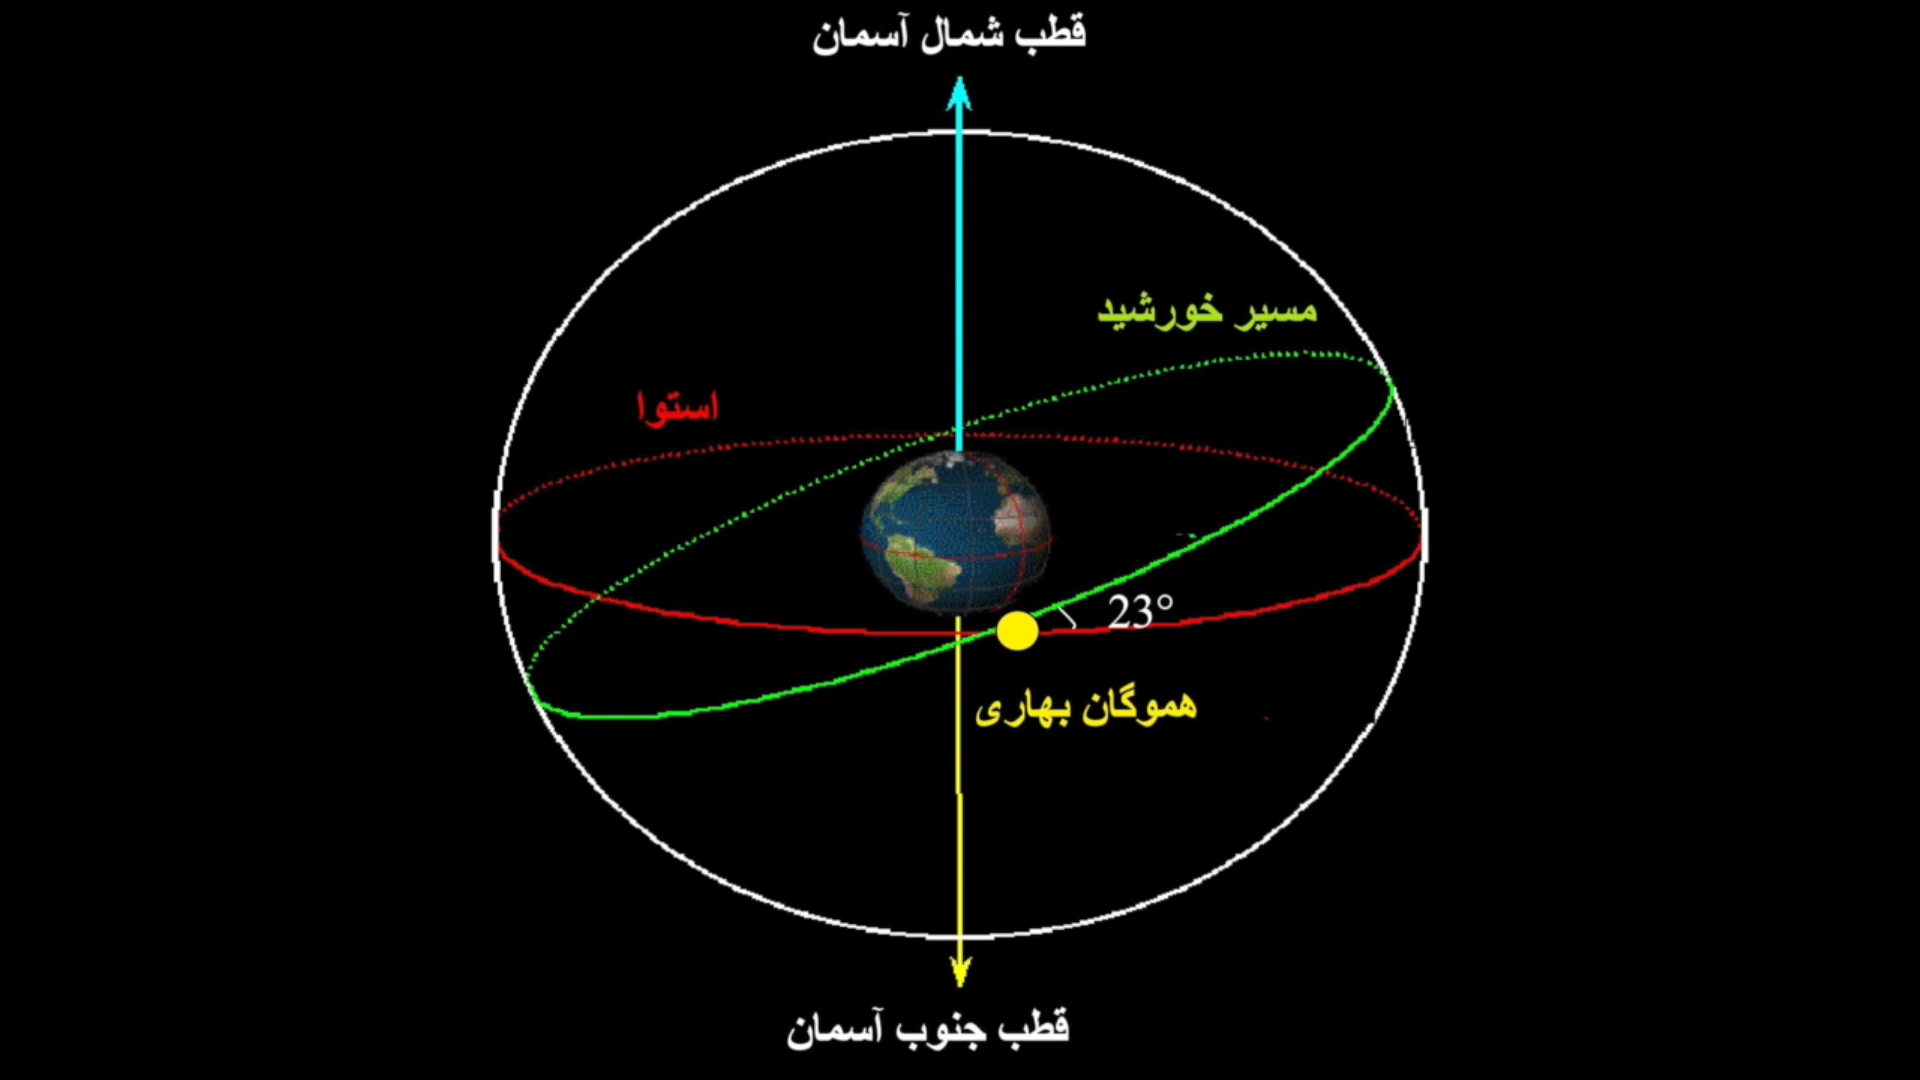 قطب شمال آسمان
مسیر خورشید
استوا
23°
هموگان بهاری
قطب جنوب آسمان